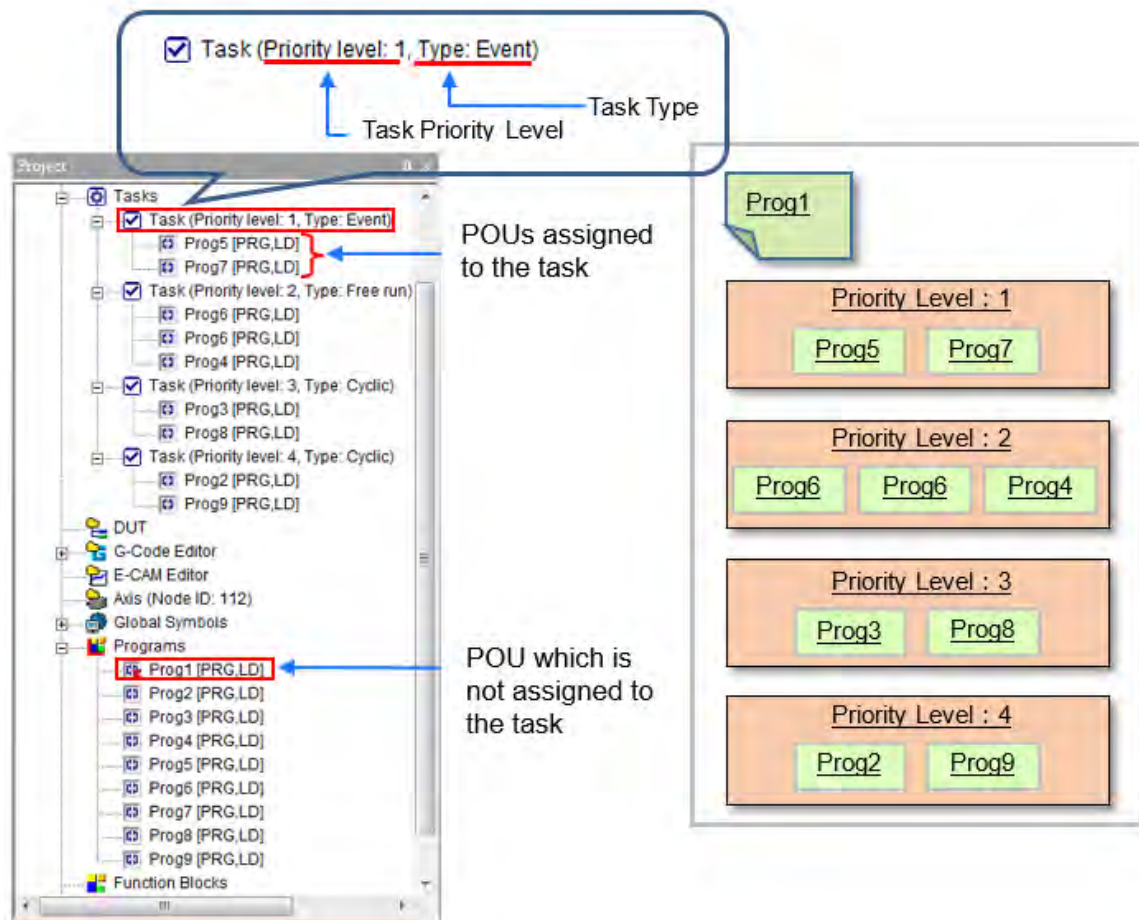 Task (Priority level: 1, Type: Event)
Task Type
Task Priority Level
Project
Tasks
Task (Priority level: 1, Type: Event)
Prog5 [PRG,LD]
Prog7 [PRG,LD]
Task (Priority level: 2, Type: Free run)
Prog6 [PRG,LD]
Prog6 [PRG,LD]
Prog4 [PRG,LD]
Task (Priority level: 3, Type: Cyclic)
Prog3 [PRG,LD]
Prog8 [PRG,LD]
Task (Priority level: 4, Type: Cyclic)
Prog2 [PRG,LD]
Prog9 [PRG,LD]
DUT
G-Code Editor
E-CAM Editor
Axis (Node ID: 112)
Global Symbols
Programs
Prog1 [PRG,LD]
Prog2 [PRG,LD]
Prog3 [PRG,LD]
Prog4 [PRG,LD]
Prog5 [PRG,LD]
Prog6 [PRG,LD]
Prog7 [PRG,LD]
Prog8 [PRG,LD]
Prog9 [PRG,LD]
Function Blocks
POUs assigned
to the task
POU which is
not assigned to
the task
Prog1
Priority Level : 1
Prog5 Prog7
Priority Level : 2
Prog6 Prog6 Prog4
Priority Level : 3
Prog3 Prog8
Priority Level : 4
Prog2 Prog9